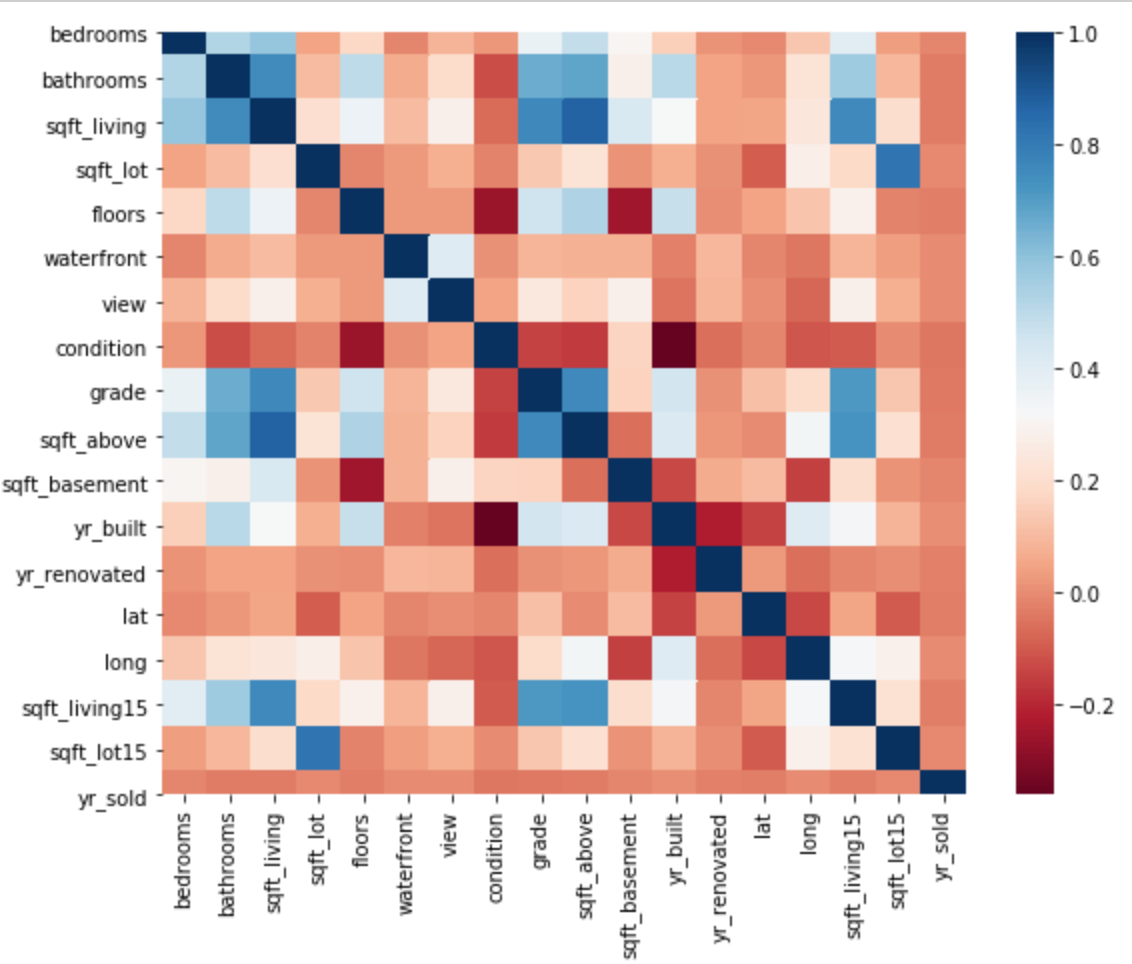 bedrooms
bathrooms
sqft_living
sqft_lot
floors
waterfront
view
condition
grade
sqft_above
sqft_basement
yr_built
yr_renovated
lat
long
sqft_living15
sqft_lot15
yr_sold
bedrooms
bathrooms
sqft_living
sqft_lot
floors
waterfront
view
condition
grade
sqft_above
sqft_basement
yr_built
yr_renovated
lat
long
sqft_living15
sqft_lot15
yr_sold
1.0
0.8
0.6
0.4
0.2
0.0
−0.2